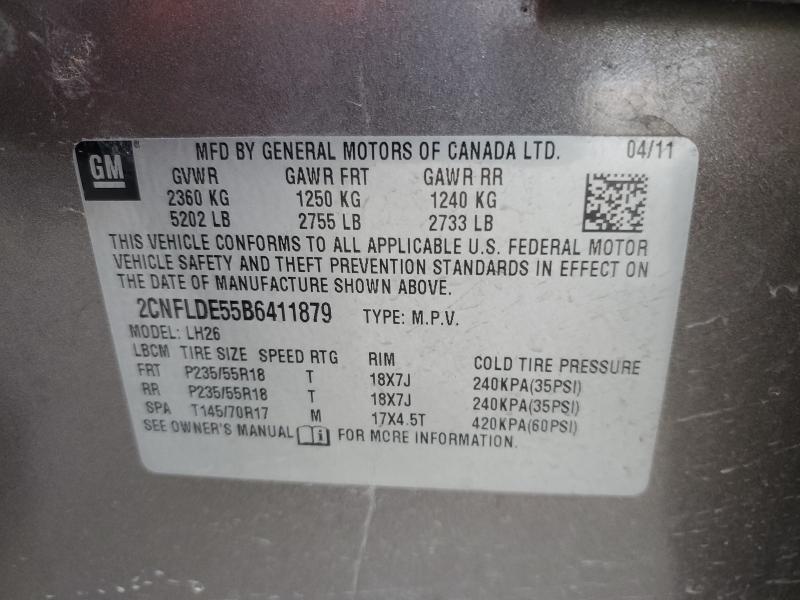 GM ® MFD BY GENERAL MOTORS OF CANADA LTD. 04/11
GVWR GAWR FRT GAWR RR
2360 KG 1250 KG 1240 KG
5202 LB 2755 LB 2733 LB
THIS VEHICLE CONFORMS TO ALL APPLICABLE U.S. FEDERAL MOTOR
VEHICLE SAFETY AND THEFT PREVENTION STANDARDS IN EFFECT ON
THE DATE OF MANUFACTURE SHOWN ABOVE.
2CNFLDE55B6411879 TYPE: M.P.V.
MODEL: LH26
LBCM TIRE SIZE SPEED RTG RIM COLD TIRE PRESSURE
FRT P235/55R18 T 18X7J 240KPA(35PSI)
RR P235/55R18 T 18X7J 240KPA(35PSI)
SPA T145/70R17 M 17X4.5T 420KPA(60PSI)
SEE OWNER'S MANUAL FOR MORE INFORMATION.